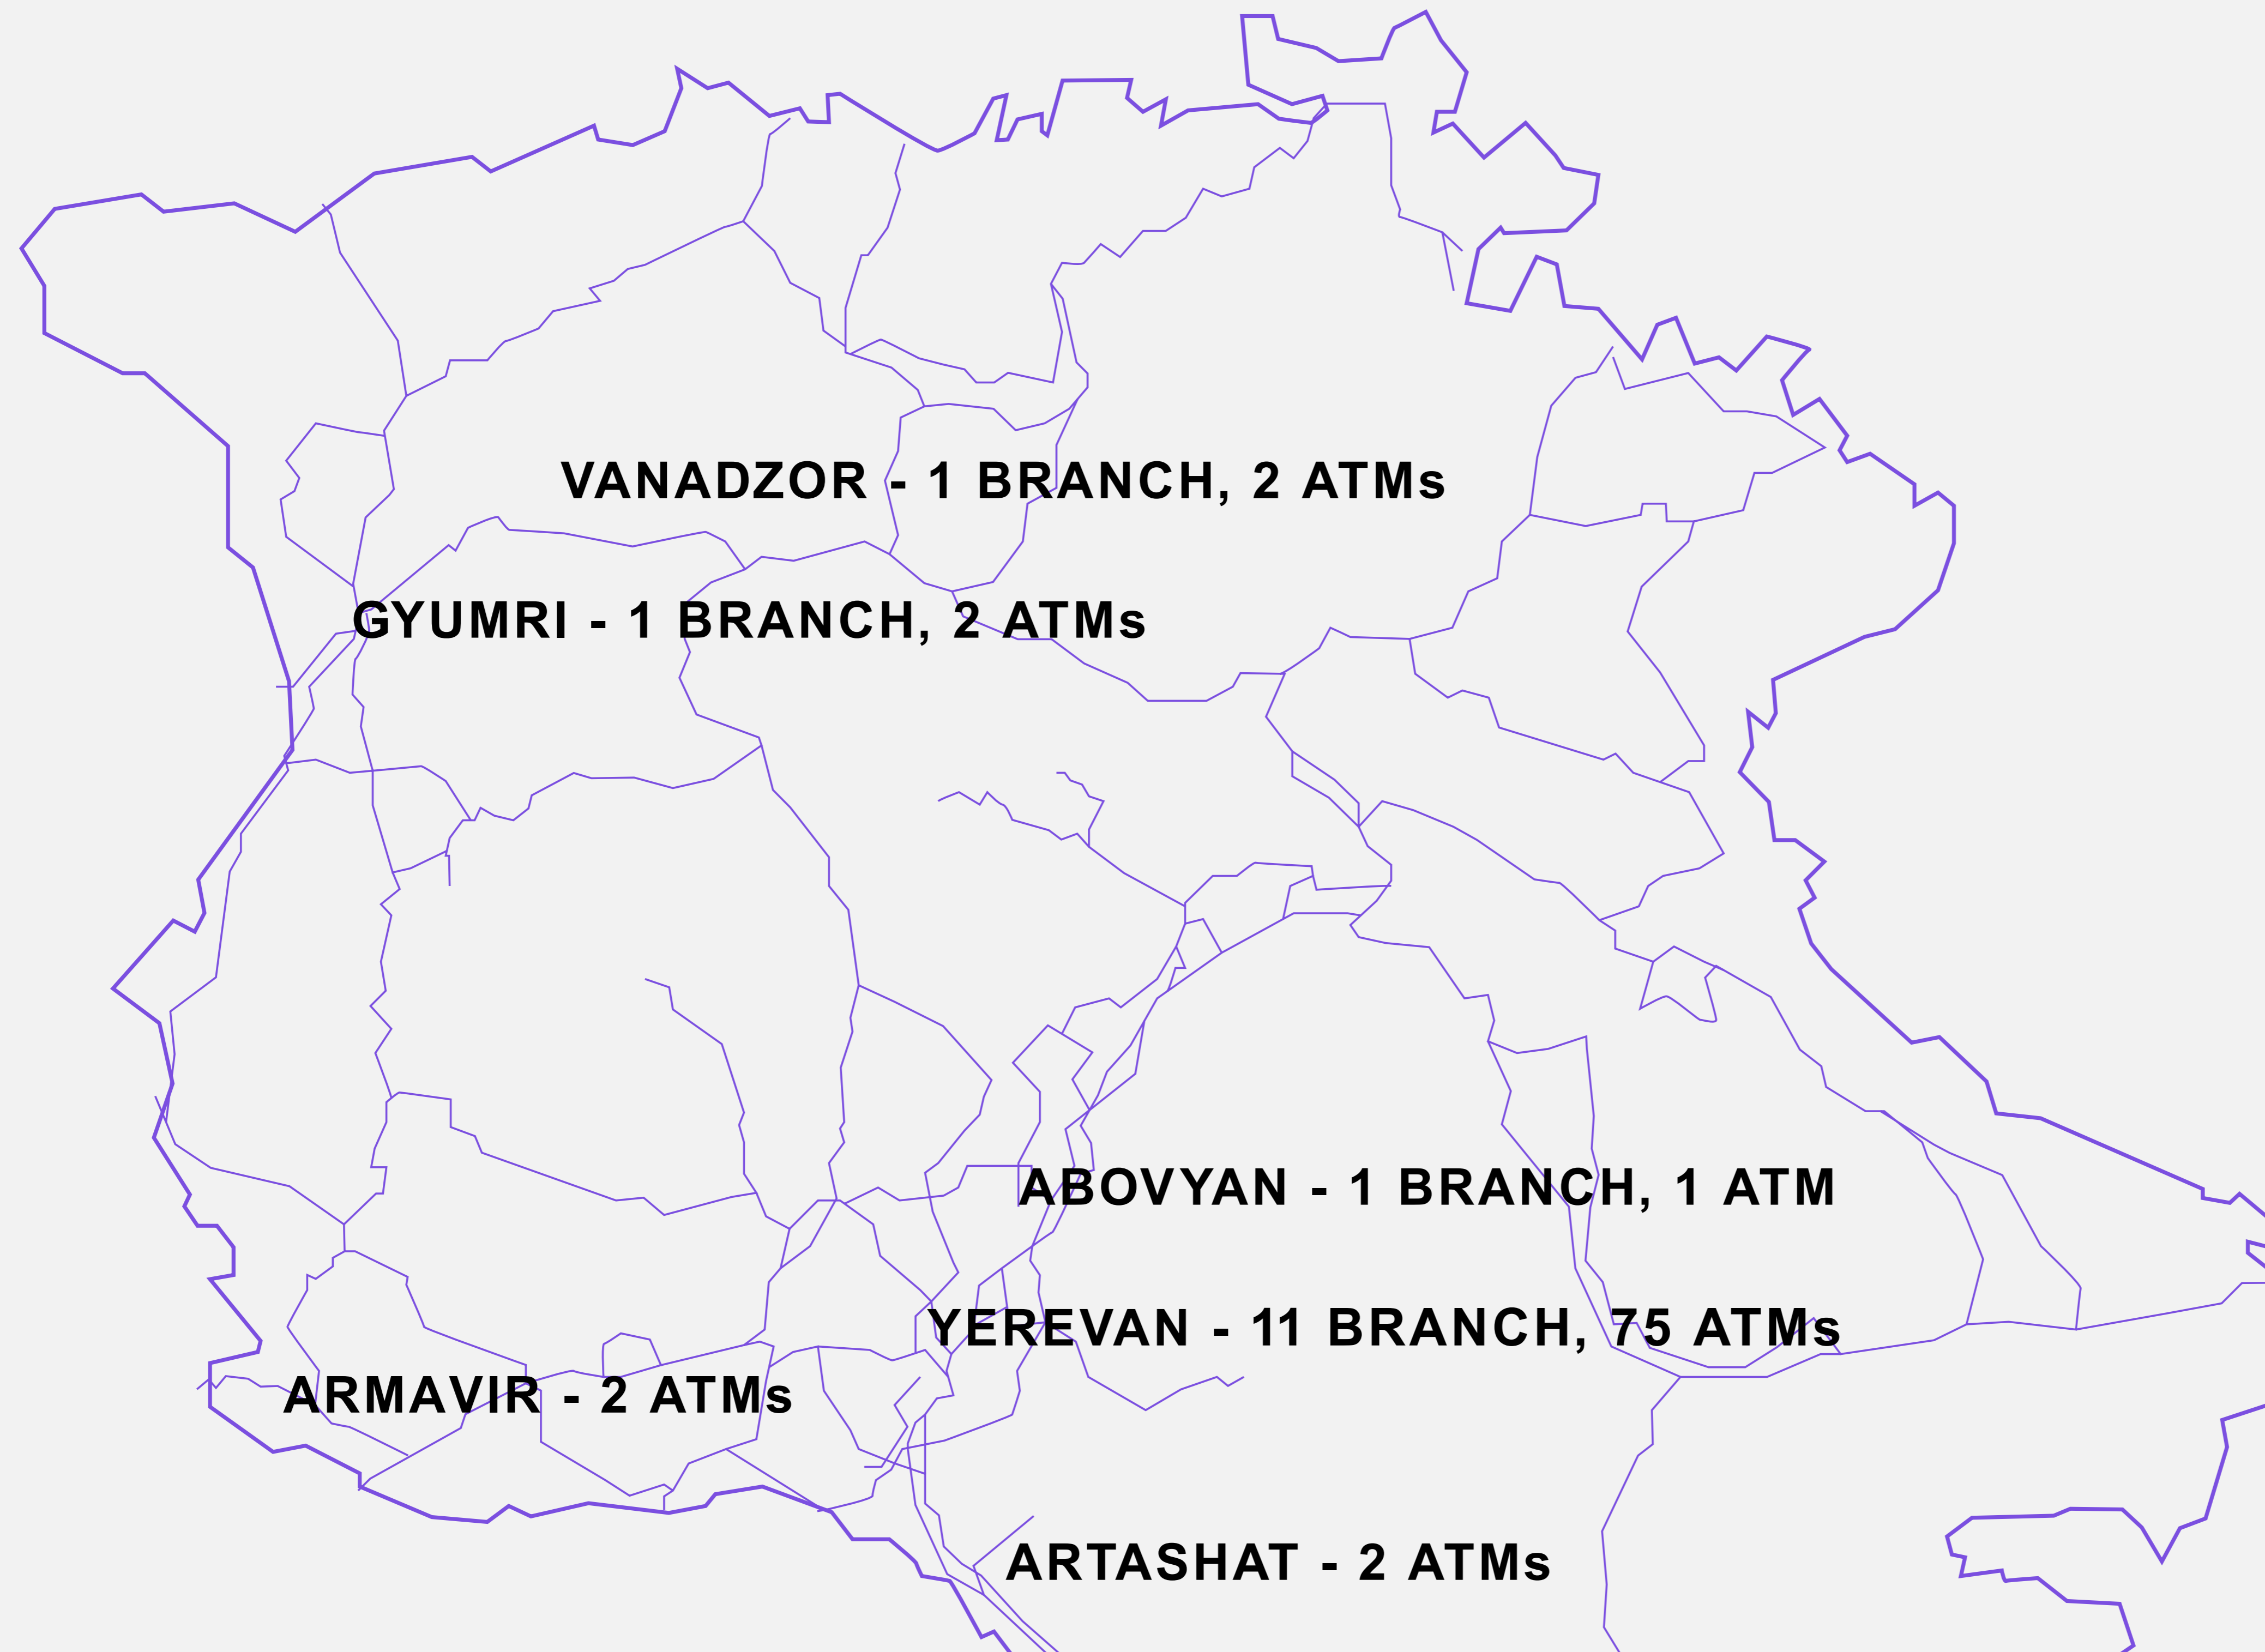 VANADZOR - 1 BRANCH, 2 ATMs
GYUMRI - 1 BRANCH, 2 ATMs
ABOVYAN - 1 BRANCH, 1 ATM
YEREVAN - 11 BRANCH, 75 ATMs
ARMAVIR - 2 ATMs
ARTASHAT - 2 ATMs